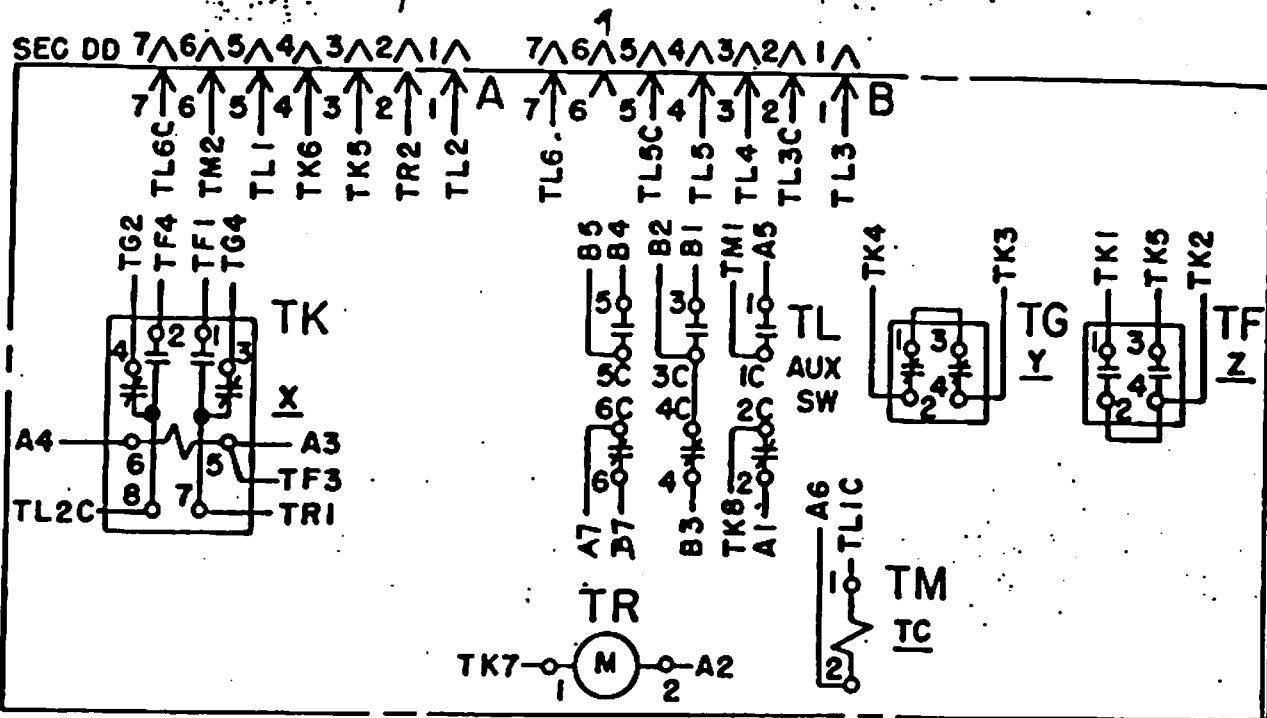 SEC DD 7 6 5 4 3 2 1 7 6 5 4 3 2 1
7 6 5 4 3 2 1 A 7 6 5 4 3 2 1 B
TL6C TM2 TL1 TK6 TK5 TR2 TL2 TL6 TL5C TL5 TL4 TL3C TL3
TG2 TF4 TF1 TG4 B5 B4 B2 B1 TM1 A5 TK4 TK3 TK1 TK5 TK2
TK
4 2 1 3
X
A4 6 5 A3
TF3
TL2C 8 7 TR1
5 3 1 TL
5C 3C 1C AUX
6C 4C 2C SW
6 4 2
A7 B7 B3 TK8 A1
1 3 TG
Y
2 4
1 3 TF
Z
2 4
A6 TL1C
1 TM
TC
2
TR
TK7 M A2
1 2